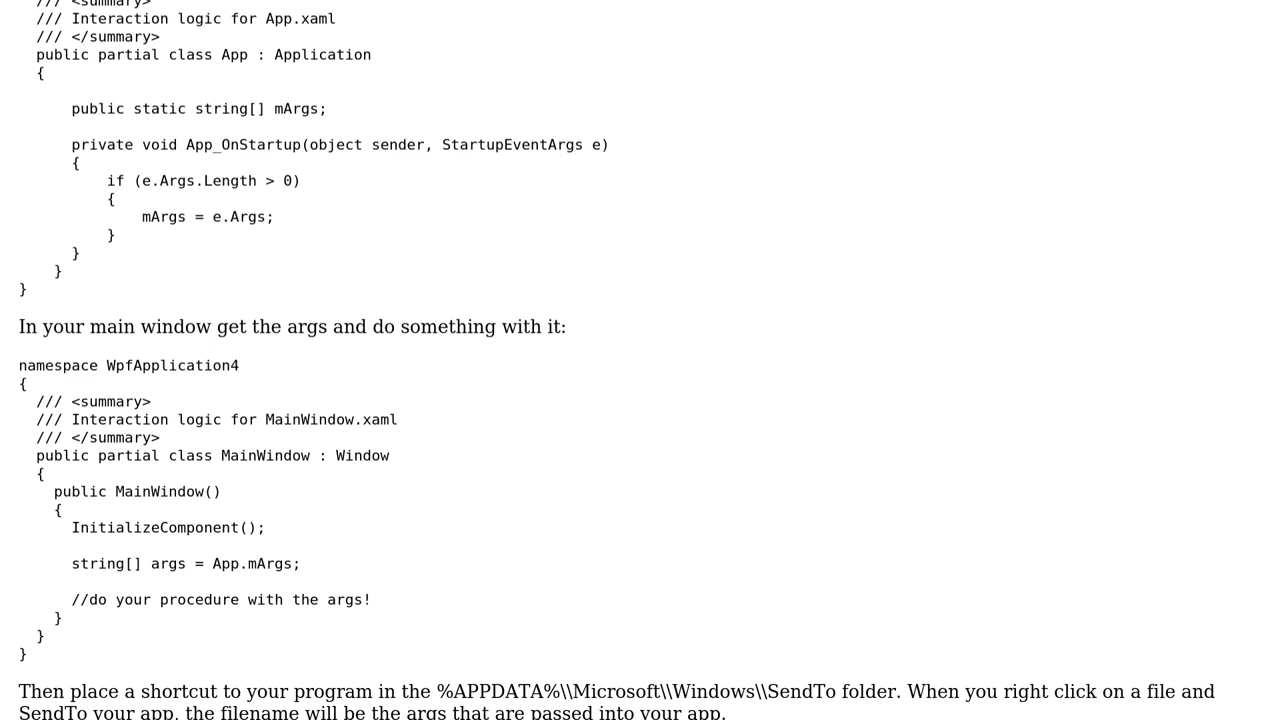 /// <summary>
/// Interaction logic for App.xaml
/// </summary>
public partial class App : Application
{
public static string[] mArgs;
private void App_OnStartup(object sender, StartupEventArgs e)
{
if (e.Args.Length > 0)
{
mArgs = e.Args;
}
}
}
}
In your main window get the args and do something with it:
namespace WpfApplication4
{
/// <summary>
/// Interaction logic for MainWindow.xaml
/// </summary>
public partial class MainWindow : Window
{
public MainWindow()
{
InitializeComponent();
string[] args = App.mArgs;
//do your procedure with the args!
}
}
}
Then place a shortcut to your program in the %APPDATA%\\Microsoft\\Windows\\SendTo folder. When you right click on a file and
SendTo your app, the filename will be the args that are passed into your app.